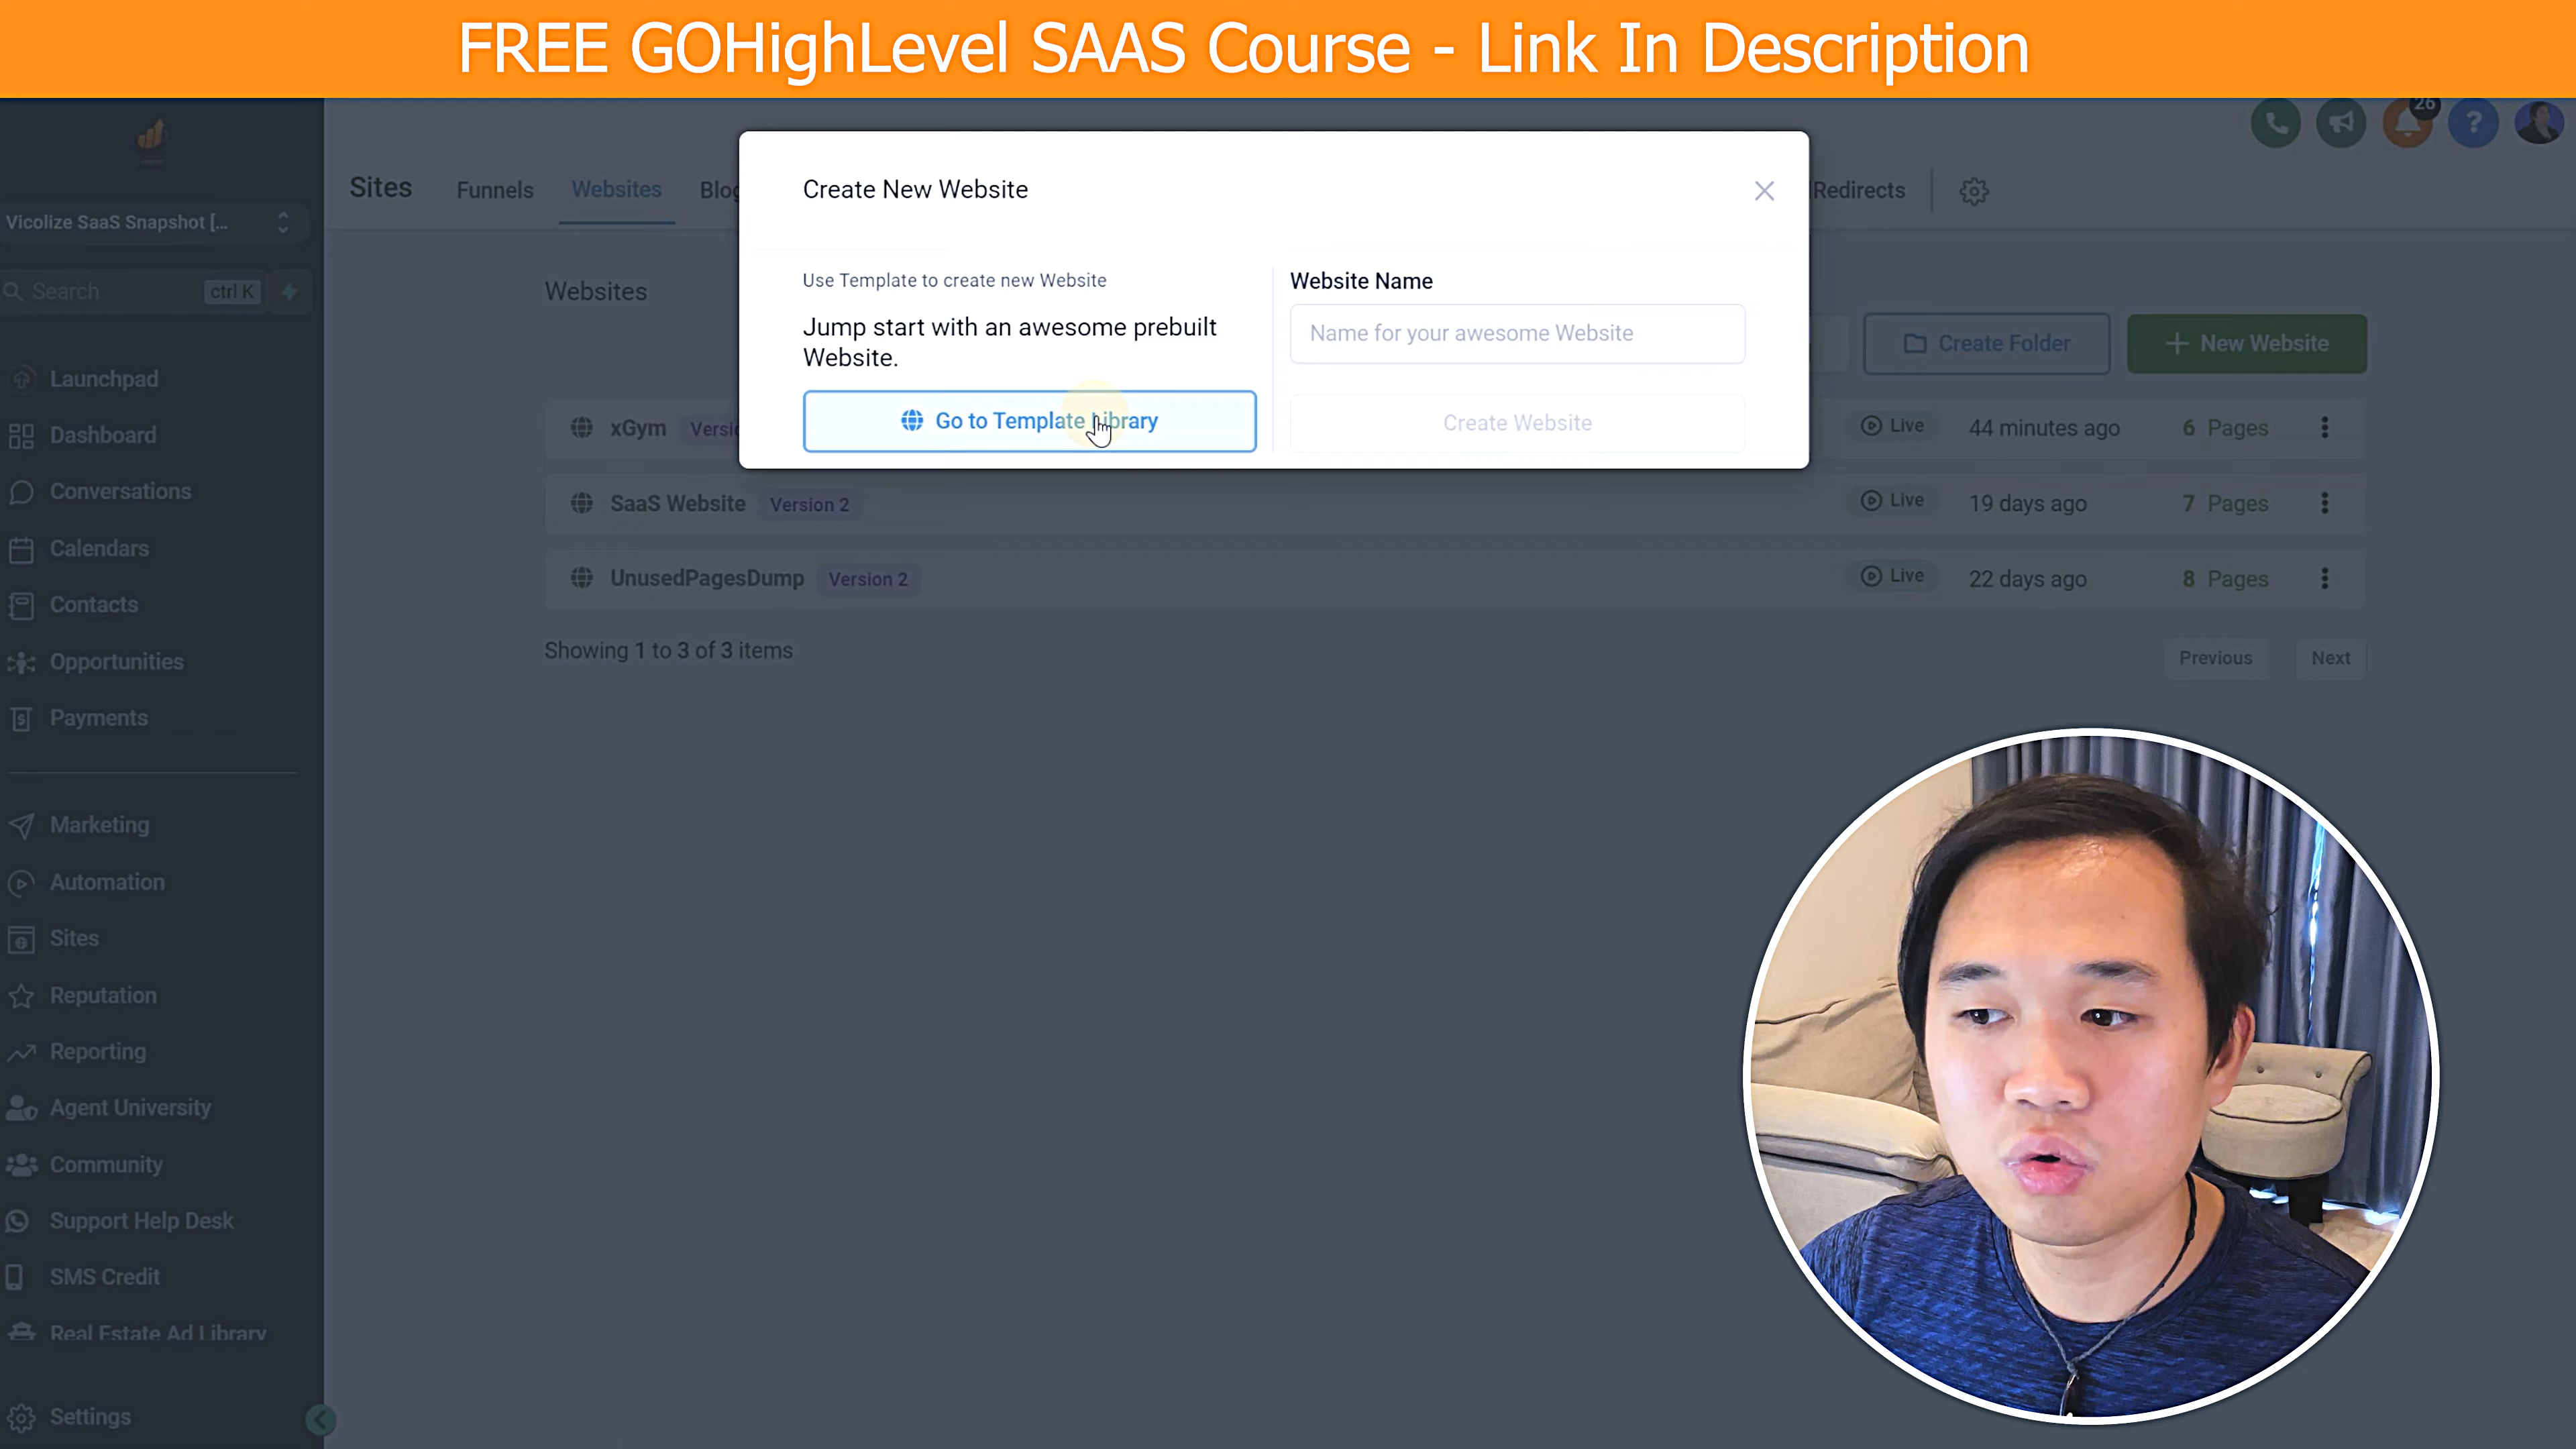 FREE GOHighLevel SAAS Course - Link In Description
26
Vicolize SaaS Snapshot [...
Search
ctrl K
Launchpad
Dashboard
Conversations
Calendars
Contacts
Opportunities
Payments
Marketing
Automation
Sites
Reputation
Reporting
Agent University
Community
Support Help Desk
SMS Credit
Real Estate Ad Library
Settings
Sites
Funnels
Websites
Blog
Redirects
Create New Website
Use Template to create new Website
Jump start with an awesome prebuilt
Website.
Go to Template Library
Website Name
Name for your awesome Website
Create Website
Websites
Create Folder
+ New Website
xGym Versio Live 44 minutes ago 6 Pages
SaaS Website Version 2 Live 19 days ago 7 Pages
UnusedPagesDump Version 2 Live 22 days ago 8 Pages
Showing 1 to 3 of 3 items
Previous
Next